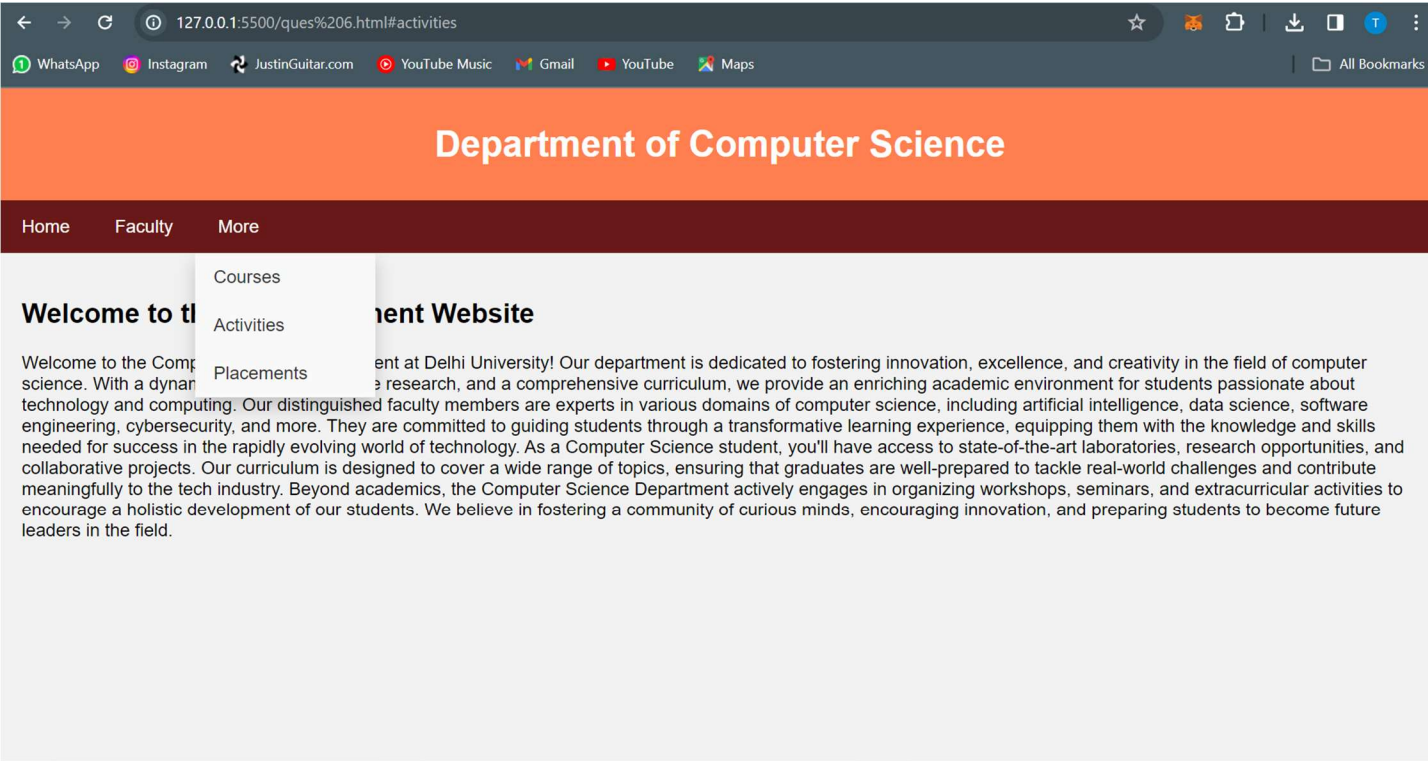 127.0.0.1:5500/ques%206.html#activities
T
1 WhatsApp Instagram JustinGuitar.com YouTube Music Gmail YouTube Maps All Bookmarks
Department of Computer Science
Home Faculty More
Courses
Welcome to th ent Website
Activities
Welcome to the Comp ent at Delhi University! Our department is dedicated to fostering innovation, excellence, and creativity in the field of computer
Placements
science. With a dynam e research, and a comprehensive curriculum, we provide an enriching academic environment for students passionate about
technology and computing. Our distinguished faculty members are experts in various domains of computer science, including artificial intelligence, data science, software
engineering, cybersecurity, and more. They are committed to guiding students through a transformative learning experience, equipping them with the knowledge and skills
needed for success in the rapidly evolving world of technology. As a Computer Science student, you'll have access to state-of-the-art laboratories, research opportunities, and
collaborative projects. Our curriculum is designed to cover a wide range of topics, ensuring that graduates are well-prepared to tackle real-world challenges and contribute
meaningfully to the tech industry. Beyond academics, the Computer Science Department actively engages in organizing workshops, seminars, and extracurricular activities to
encourage a holistic development of our students. We believe in fostering a community of curious minds, encouraging innovation, and preparing students to become future
leaders in the field.